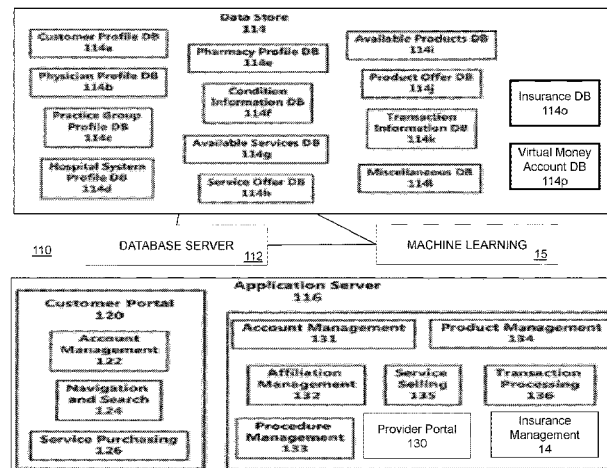 Data Store
114
Customer Profile DB
114a
Physician Profile DB
114b
Practice Group
Profile DB
114c
Hospital System
Profile DB
114d
Pharmacy Profile DB
114e
Condition
Information DB
114f
Available Services DB
114g
Service Offer DB
114h
Available Products DB
114i
Product Offer DB
114j
Transaction
Information DB
114k
Miscellaneous DB
114l
Insurance DB
114o
Virtual Money
Account DB
114p
110
DATABASE SERVER
112
MACHINE LEARNING
15
Application Server
116
Customer Portal
120
Account
Management
122
Navigation
and Search
124
Service Purchasing
126
Account Management
131
Product Management
134
Affiliation
Management
132
Service
Selling
135
Transaction
Processing
136
Procedure
Management
133
Provider Portal
130
Insurance
Management
14